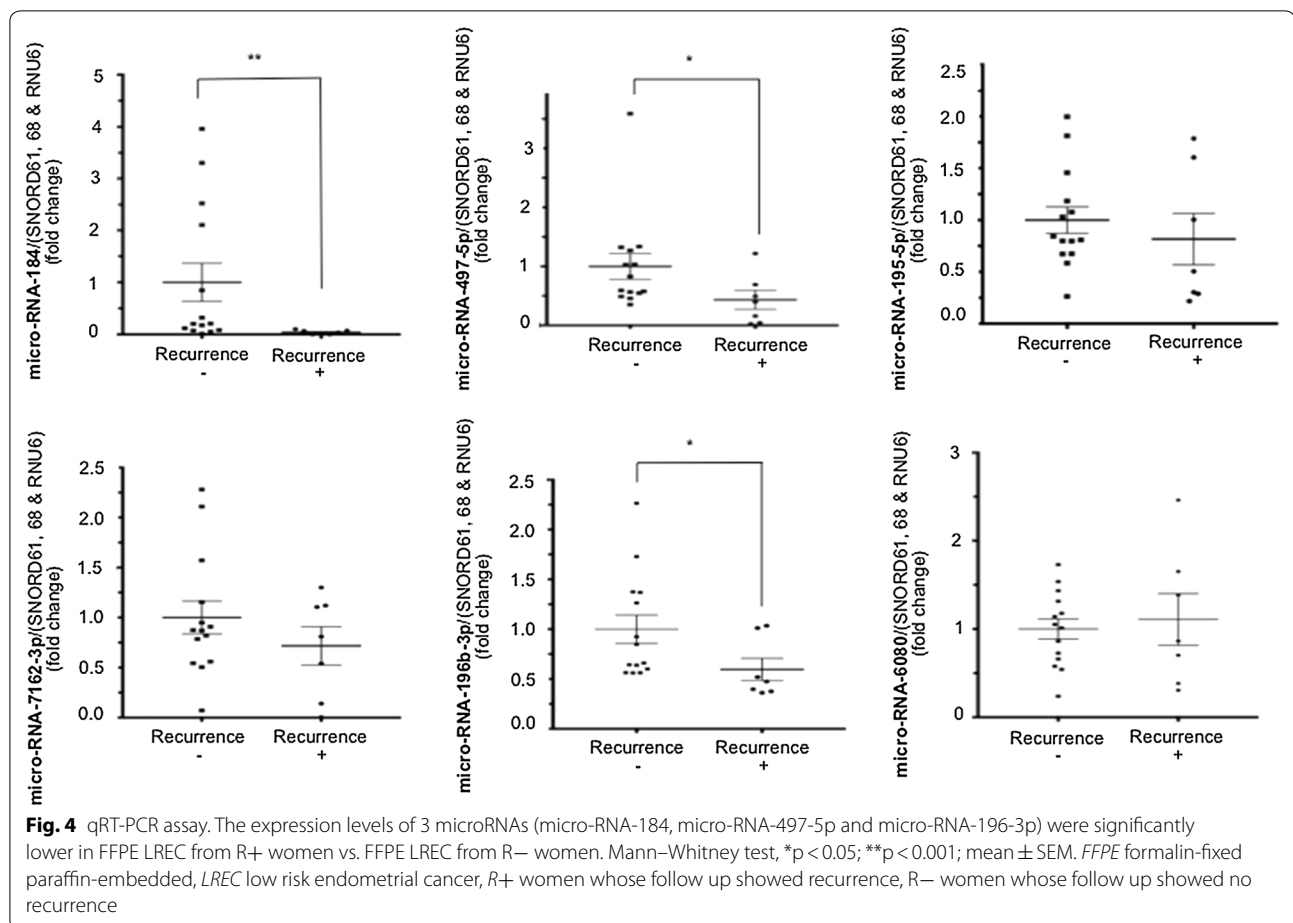 micro-RNA-184/(SNORD61, 68 & RNU6)
(fold change)
5
4
3
2
1
0
**
Recurrence
-
Recurrence
+
micro-RNA-497-5p/(SNORD61, 68 & RNU6)
(fold change)
3
2
1
0
*
Recurrence
-
Recurrence
+
micro-RNA-195-5p/(SNORD61, 68 & RNU6)
(fold change)
2.5
2.0
1.5
1.0
0.5
0.0
Recurrence
-
Recurrence
+
micro-RNA-7162-3p/(SNORD61, 68 & RNU6)
(fold change)
2.5
2.0
1.5
1.0
0.5
0.0
Recurrence
-
Recurrence
+
micro-RNA-196b-3p/(SNORD61, 68 & RNU6)
(fold change)
2.5
2.0
1.5
1.0
0.5
0.0
*
Recurrence
-
Recurrence
+
micro-RNA-6080/(SNORD61, 68 & RNU6)
(fold change)
3
2
1
0
Recurrence
-
Recurrence
+
Fig. 4 qRT-PCR assay. The expression levels of 3 microRNAs (micro-RNA-184, micro-RNA-497-5p and micro-RNA-196-3p) were significantly
lower in FFPE LREC from R+ women vs. FFPE LREC from R− women. Mann–Whitney test, *p < 0.05; **p < 0.001; mean ± SEM. FFPE formalin-fixed
paraffin-embedded, LREC low risk endometrial cancer, R+ women whose follow up showed recurrence, R− women whose follow up showed no
recurrence